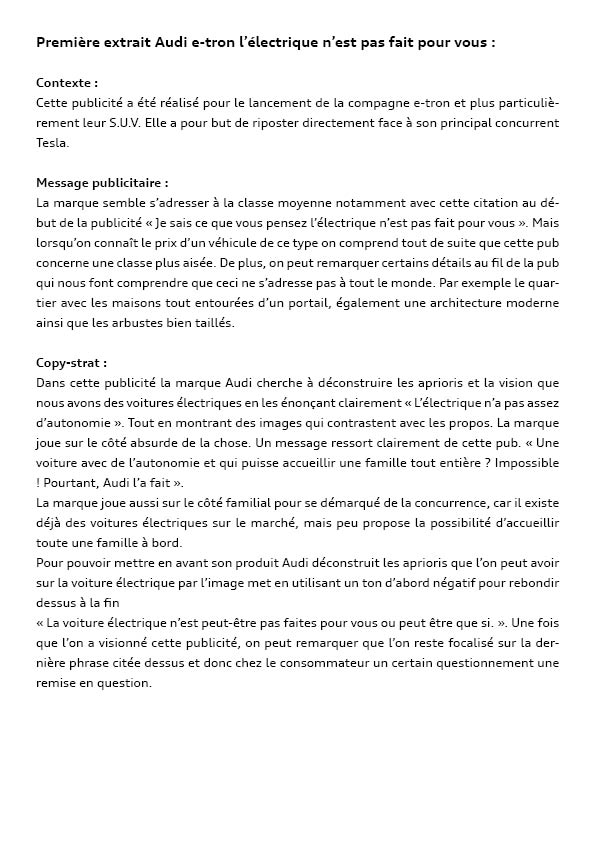 Première extrait Audi e-tron l’électrique n’est pas fait pour vous :
Contexte :
Cette publicité a été réalisé pour le lancement de la compagne e-tron et plus particuliè-
rement leur S.U.V. Elle a pour but de riposter directement face à son principal concurrent
Tesla.
Message publicitaire :
La marque semble s’adresser à la classe moyenne notamment avec cette citation au dé-
but de la publicité « Je sais ce que vous pensez l’électrique n’est pas fait pour vous ». Mais
lorsqu’on connaît le prix d’un véhicule de ce type on comprend tout de suite que cette pub
concerne une classe plus aisée. De plus, on peut remarquer certains détails au fil de la pub
qui nous font comprendre que ceci ne s’adresse pas à tout le monde. Par exemple le quar-
tier avec les maisons tout entourées d’un portail, également une architecture moderne
ainsi que les arbustes bien taillés.
Copy-strat :
Dans cette publicité la marque Audi cherche à déconstruire les aprioris et la vision que
nous avons des voitures électriques en les énonçant clairement « L’électrique n’a pas assez
d’autonomie ». Tout en montrant des images qui contrastent avec les propos. La marque
joue sur le côté absurde de la chose. Un message ressort clairement de cette pub. « Une
voiture avec de l’autonomie et qui puisse accueillir une famille tout entière ? Impossible
! Pourtant, Audi l’a fait ».
La marque joue aussi sur le côté familial pour se démarqué de la concurrence, car il existe
déjà des voitures électriques sur le marché, mais peu propose la possibilité d’accueillir
toute une famille à bord.
Pour pouvoir mettre en avant son produit Audi déconstruit les aprioris que l’on peut avoir
sur la voiture électrique par l’image met en utilisant un ton d’abord négatif pour rebondir
dessus à la fin
« La voiture électrique n’est peut-être pas faites pour vous ou peut être que si. ». Une fois
que l’on a visionné cette publicité, on peut remarquer que l’on reste focalisé sur la der-
nière phrase citée dessus et donc chez le consommateur un certain questionnement une
remise en question.